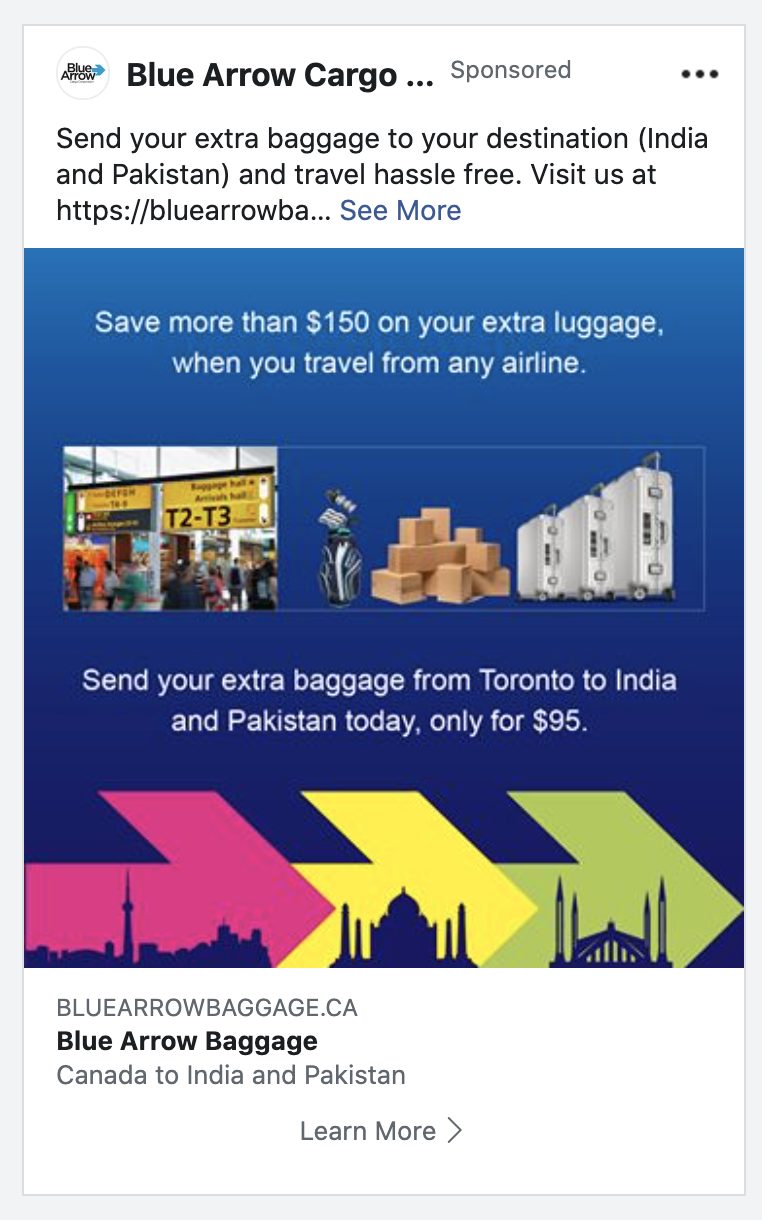 Blue
Arrow
Blue Arrow Cargo ...
Sponsored
Send your extra baggage to your destination (India
and Pakistan) and travel hassle free. Visit us at
https://bluearrowba... See More
Save more than $150 on your extra luggage,
when you travel from any airline.
Baggage hall
Arrivals hall
T2-T3
DEFGH
Send your extra baggage from Toronto to India
and Pakistan today, only for $95.
BLUEARROWBAGGAGE.CA
Blue Arrow Baggage
Canada to India and Pakistan
Learn More